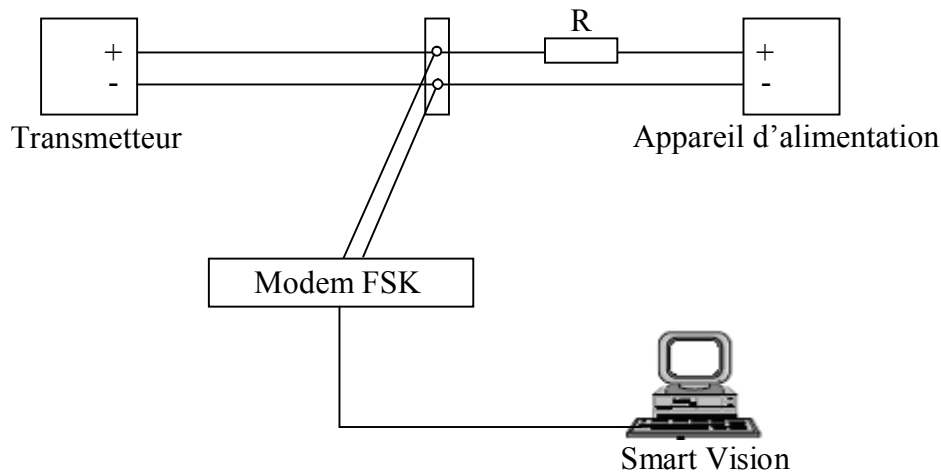 R
+ +
- -
Transmetteur Appareil d’alimentation
Modem FSK
Smart Vision